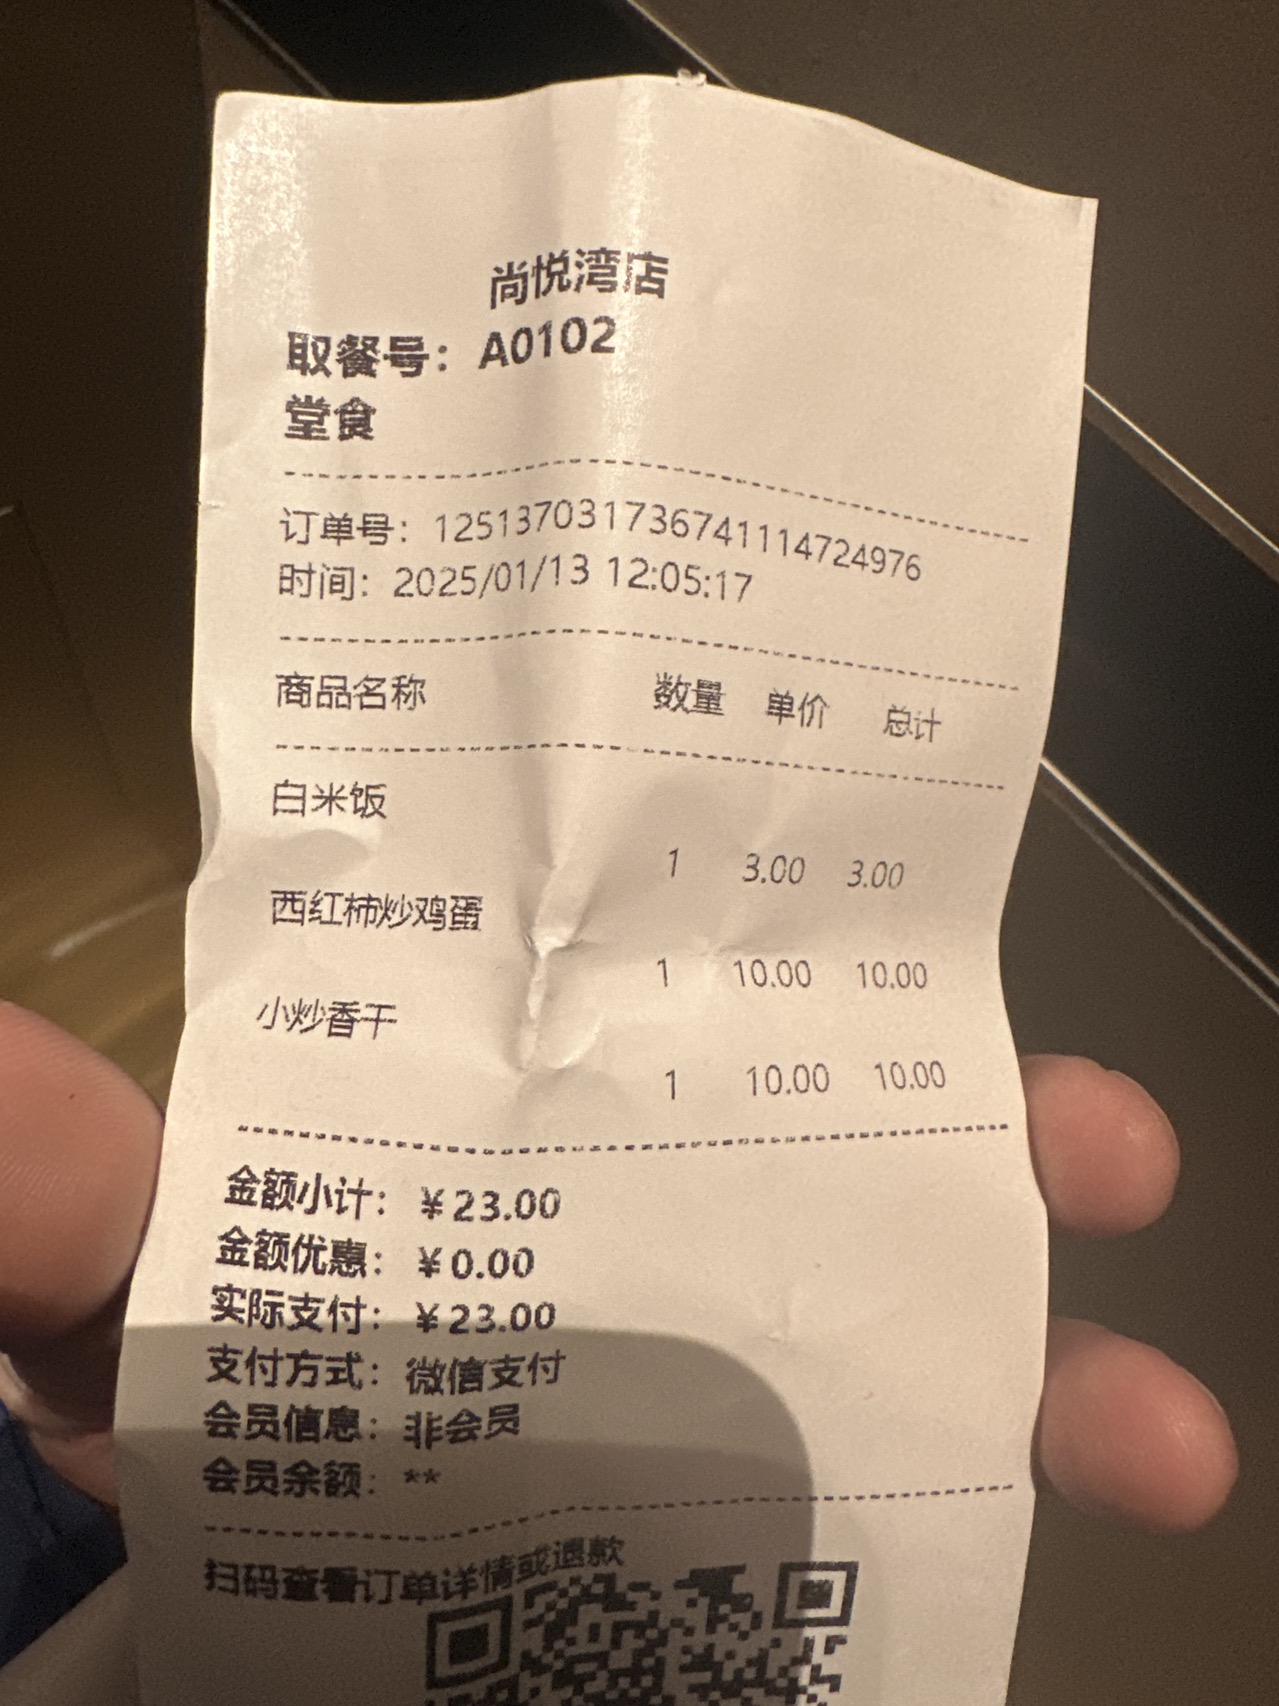 尚悦湾店
取餐号：A0102
堂食
订单号：125137031736741114724976
时间：2025/01/13 12:05:17
商品名称 数量 单价 总计
白米饭
1 3.00 3.00
西红柿炒鸡蛋
1 10.00 10.00
小炒香干
1 10.00 10.00
金额小计：￥23.00
金额优惠：￥0.00
实际支付：￥23.00
支付方式：微信支付
会员信息：非会员
会员余额：**
扫码查看订单详情或退款